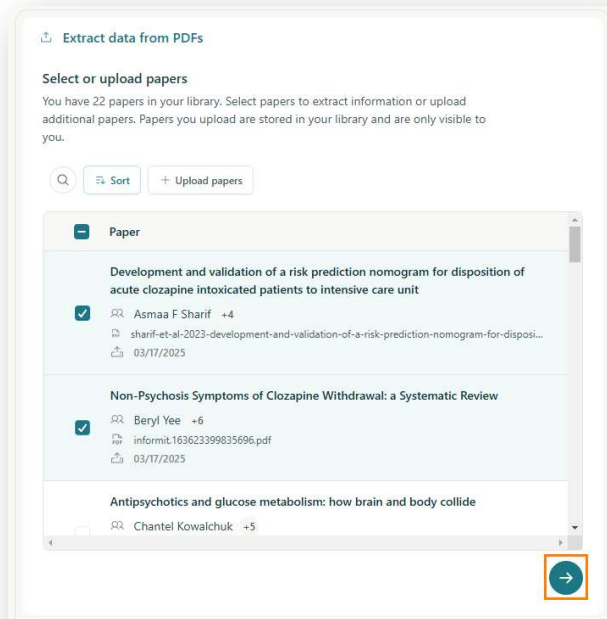 Extract data from PDFs
Select or upload papers
You have 22 papers in your library. Select papers to extract information or upload
additional papers. Papers you upload are stored in your library and are only visible to
you.
Sort
+ Upload papers
Paper
Development and validation of a risk prediction nomogram for disposition of
acute clozapine intoxicated patients to intensive care unit
Asmaa F Sharif +4
sharif-et-al-2023-development-and-validation-of-a-risk-prediction-nomogram-for-disposi...
03/17/2025
Non-Psychosis Symptoms of Clozapine Withdrawal: a Systematic Review
Beryl Yee +6
informit.163623399835696.pdf
03/17/2025
Antipsychotics and glucose metabolism: how brain and body collide
Chantel Kowalchuk +5